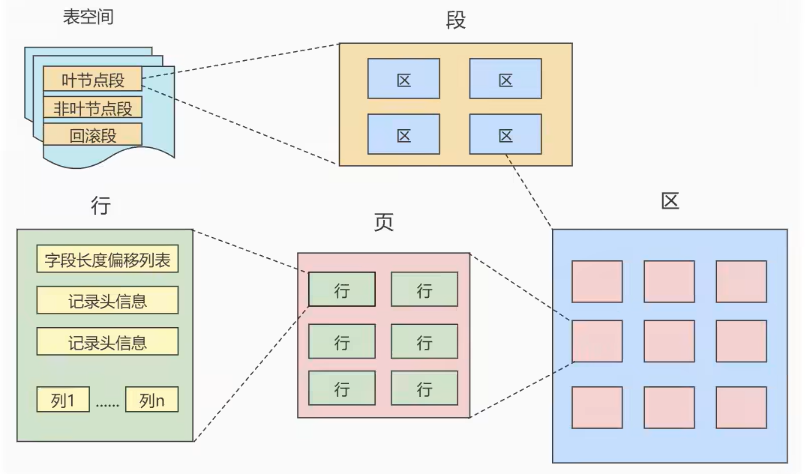 表空间
叶节点段
非叶节点段
回滚段
段
区
区
区
区
行
字段长度偏移列表
记录头信息
记录头信息
列1 ...... 列n
页
行 行
行 行
行 行
区